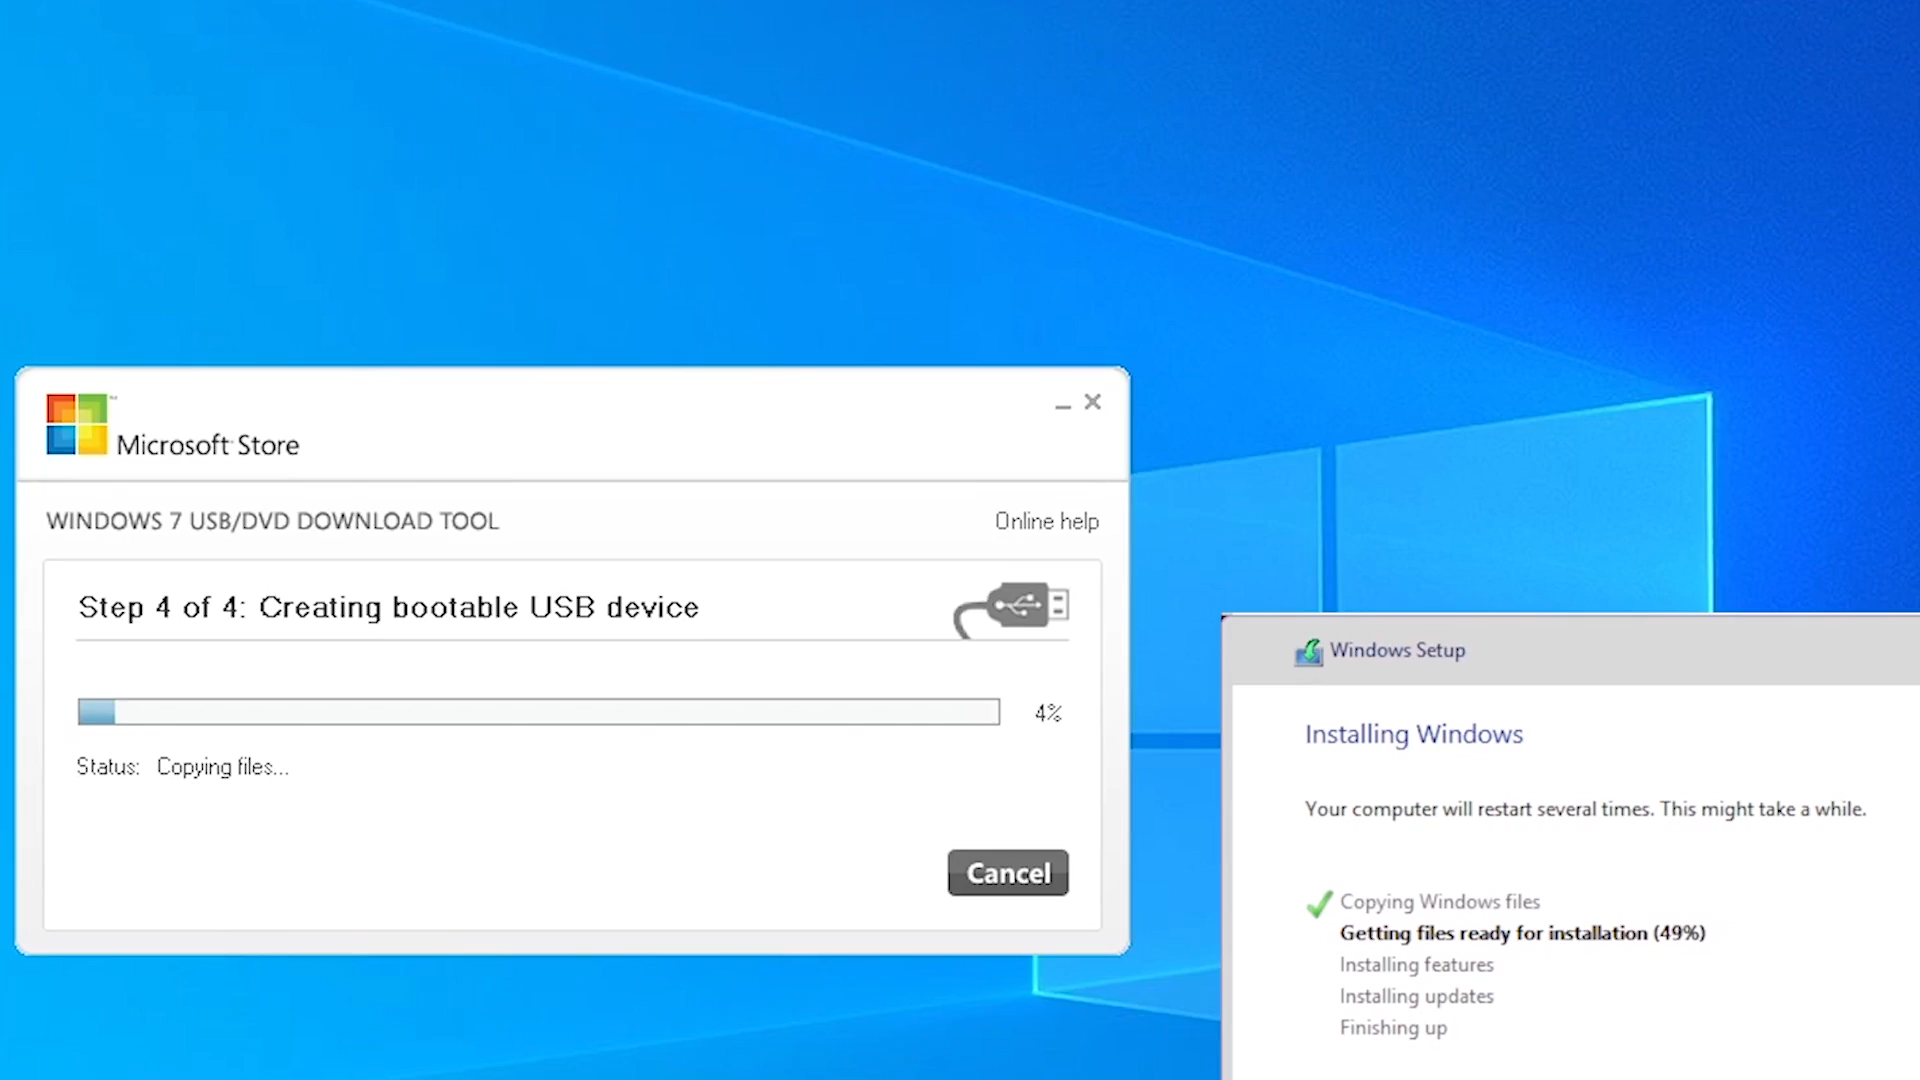 Microsoft Store
WINDOWS 7 USB/DVD DOWNLOAD TOOL
Online help
Step 4 of 4: Creating bootable USB device
4%
Status: Copying files...
Cancel
Windows Setup
Installing Windows
Your computer will restart several times. This might take a while.
Copying Windows files
Getting files ready for installation (49%)
Installing features
Installing updates
Finishing up